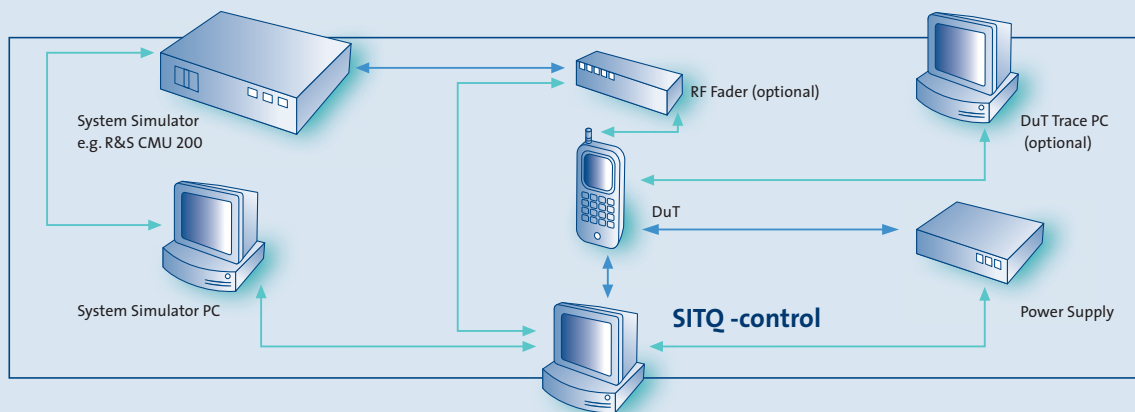 System Simulator
e.g. R&S CMU 200
RF Fader (optional)
DuT Trace PC
(optional)
DuT
System Simulator PC
SITQ -control
Power Supply